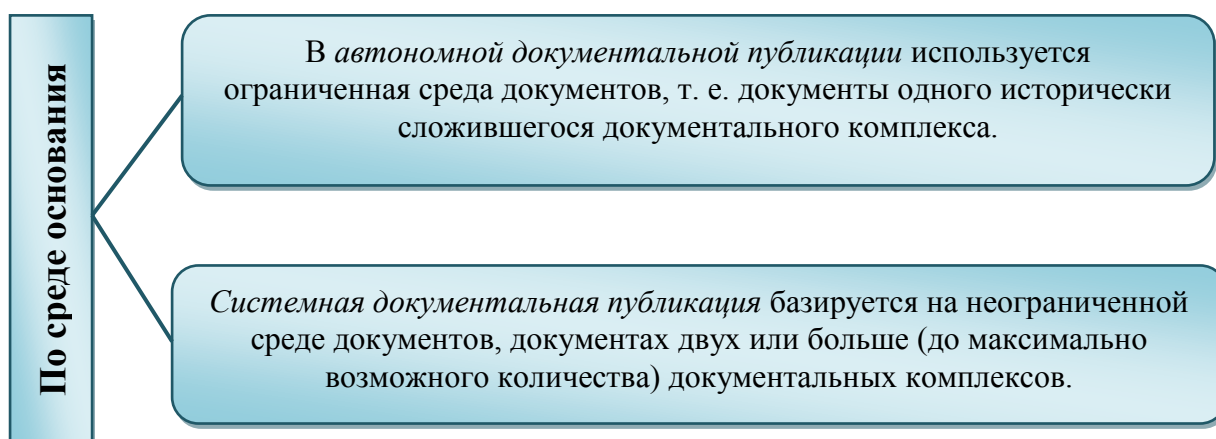 По среде основания
В автономной документальной публикации используется
ограниченная среда документов, т. е. документы одного исторически
сложившегося документального комплекса.
Системная документальная публикация базируется на неограниченной
среде документов, документах двух или больше (до максимально
возможного количества) документальных комплексов.